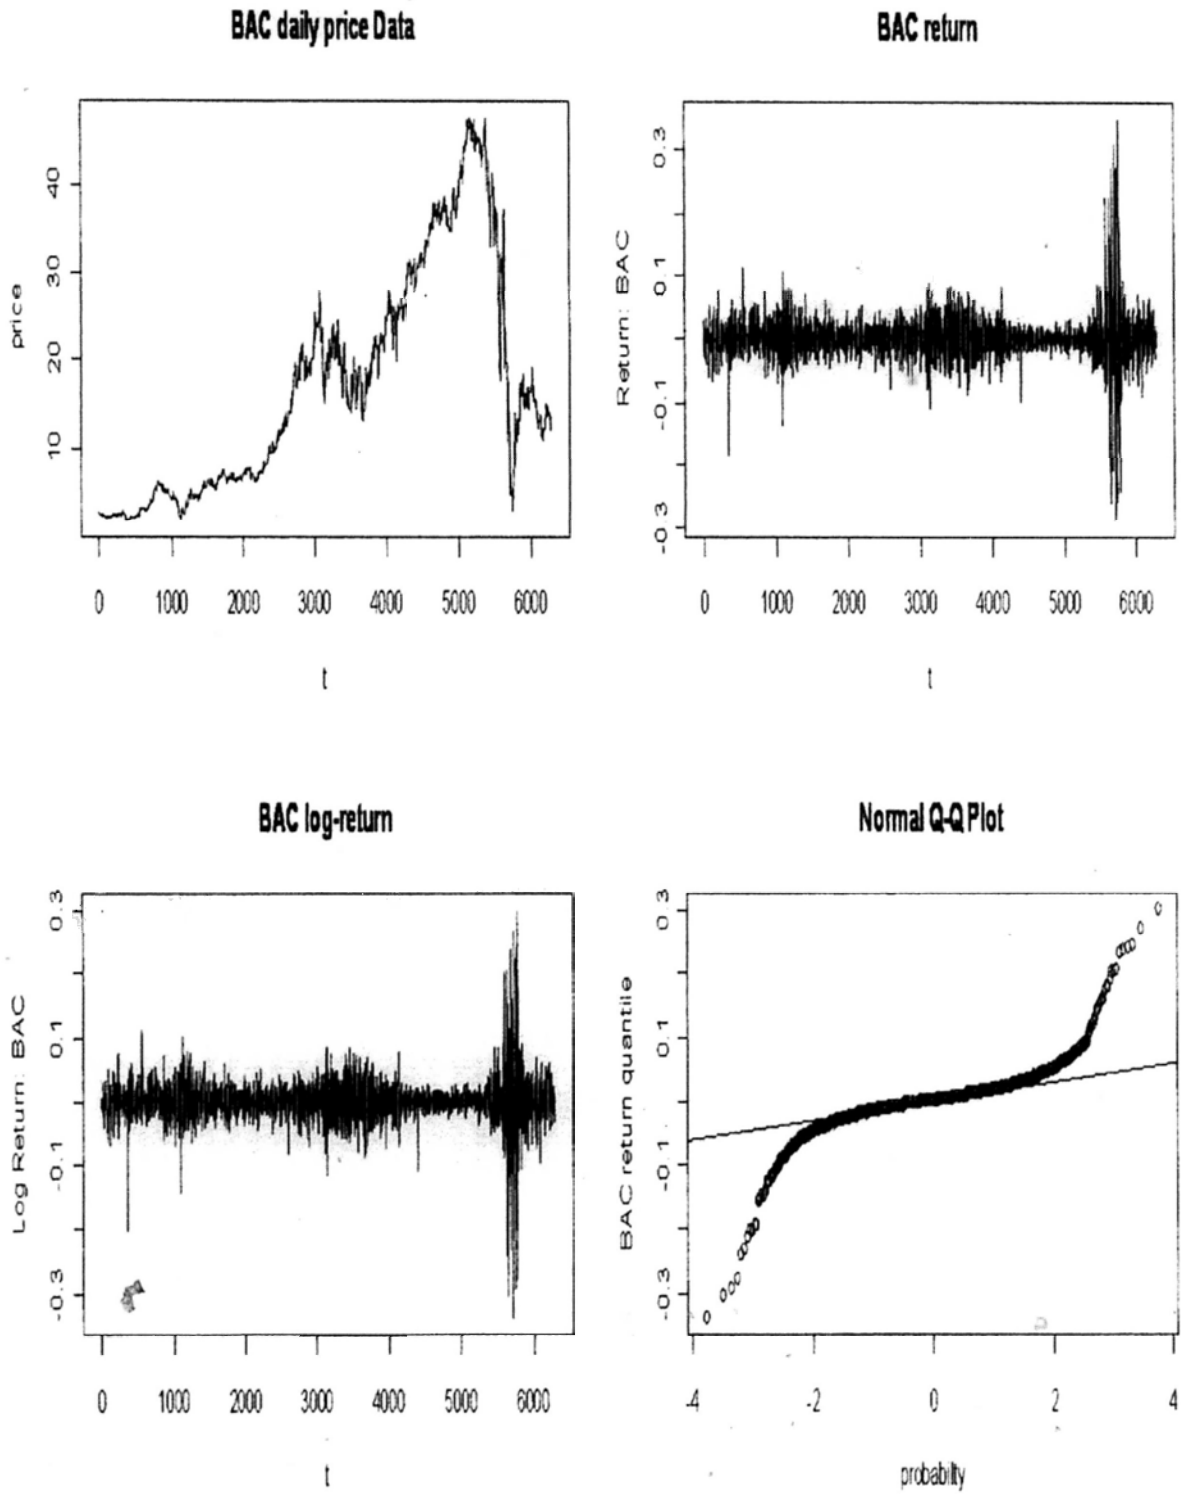 BAC daily price Data
price
40
30
20
10
0 1000 2000 3000 4000 5000 6000
t
BAC return
Return: BAC
0.3
0.1
-0.1
-0.3
0 1000 2000 3000 4000 5000 6000
t
BAC log-return
Log Return: BAC
0.3
0.1
-0.1
-0.3
0 1000 2000 3000 4000 5000 6000
t
Normal Q-Q Plot
BAC return quantile
0.3
0.1
-0.1
-0.3
-4 -2 0 2 4
probability